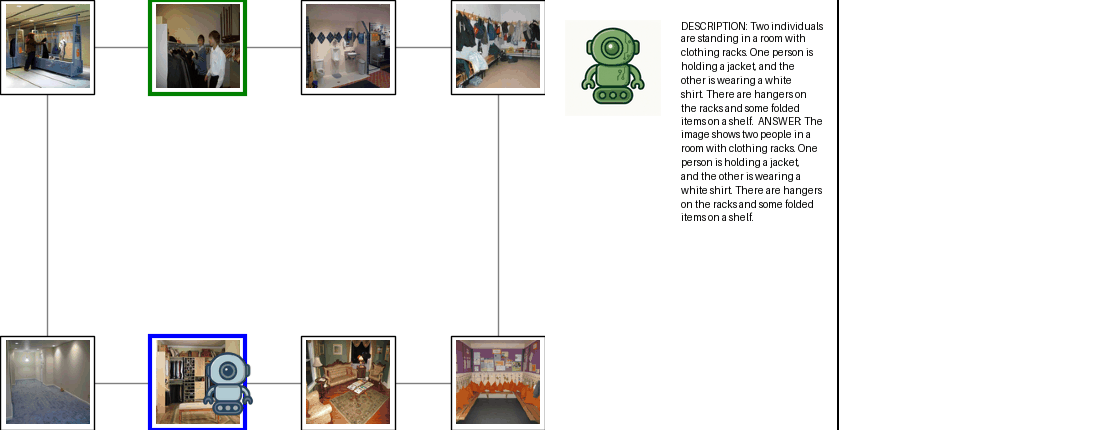 DESCRIPTION: Two individuals
are standing in a room with
clothing racks. One person is
holding a jacket, and the
other is wearing a white
shirt. There are hangers on
the racks and some folded
items on a shelf. ANSWER: The
image shows two people in a
room with clothing racks. One
person is holding a jacket,
and the other is wearing a
white shirt. There are hangers
on the racks and some folded
items on a shelf.